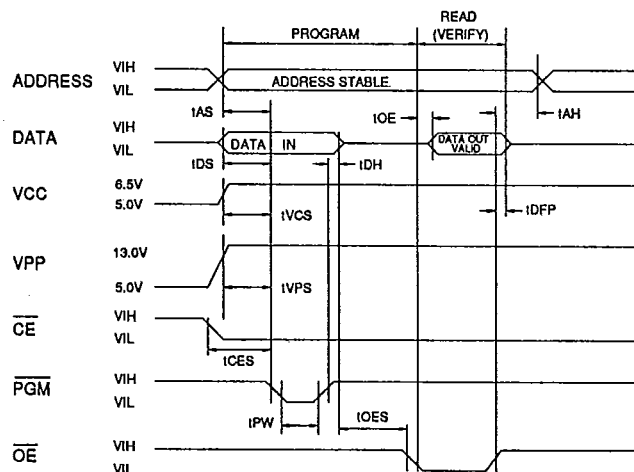 PROGRAM
READ
(VERIFY)
ADDRESS VIH
VIL
ADDRESS STABLE.
tAS
tOE
tAH
DATA VIH
VIL
DATA IN
DATA OUT
VALID
tDS
tDH
tDFP
VCC 6.5V
5.0V
tVCS
VPP 13.0V
5.0V
tVPS
CE VIH
VIL
tCES
PGM VIH
VIL
tPW
tOES
OE VIH
VIL